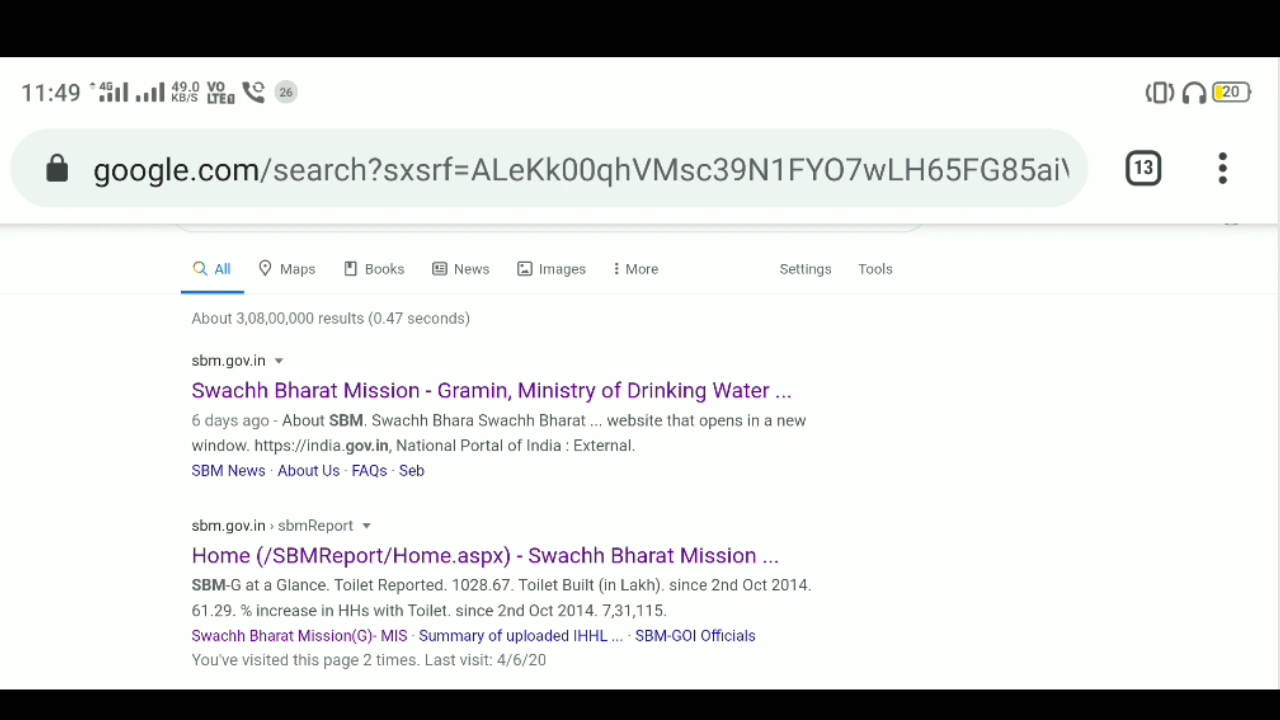 11:49 4G 49.0 KB/S VO LTE 26 20
google.com/search?sxsrf=ALeKk00qhVMsc39N1FYO7wLH65FG85ai 13
All Maps Books News Images More Settings Tools
About 3,08,00,000 results (0.47 seconds)
sbm.gov.in
Swachh Bharat Mission - Gramin, Ministry of Drinking Water ...
6 days ago - About SBM. Swachh Bhara Swachh Bharat ... website that opens in a new
window. https://india.gov.in, National Portal of India : External.
SBM News · About Us · FAQs · Seb
sbm.gov.in › sbmReport
Home (/SBMReport/Home.aspx) - Swachh Bharat Mission ...
SBM-G at a Glance. Toilet Reported. 1028.67. Toilet Built (in Lakh). since 2nd Oct 2014.
61.29. % increase in HHs with Toilet. since 2nd Oct 2014. 7,31,115.
Swachh Bharat Mission(G)- MIS · Summary of uploaded IHHL ... · SBM-GOI Officials
You've visited this page 2 times. Last visit: 4/6/20